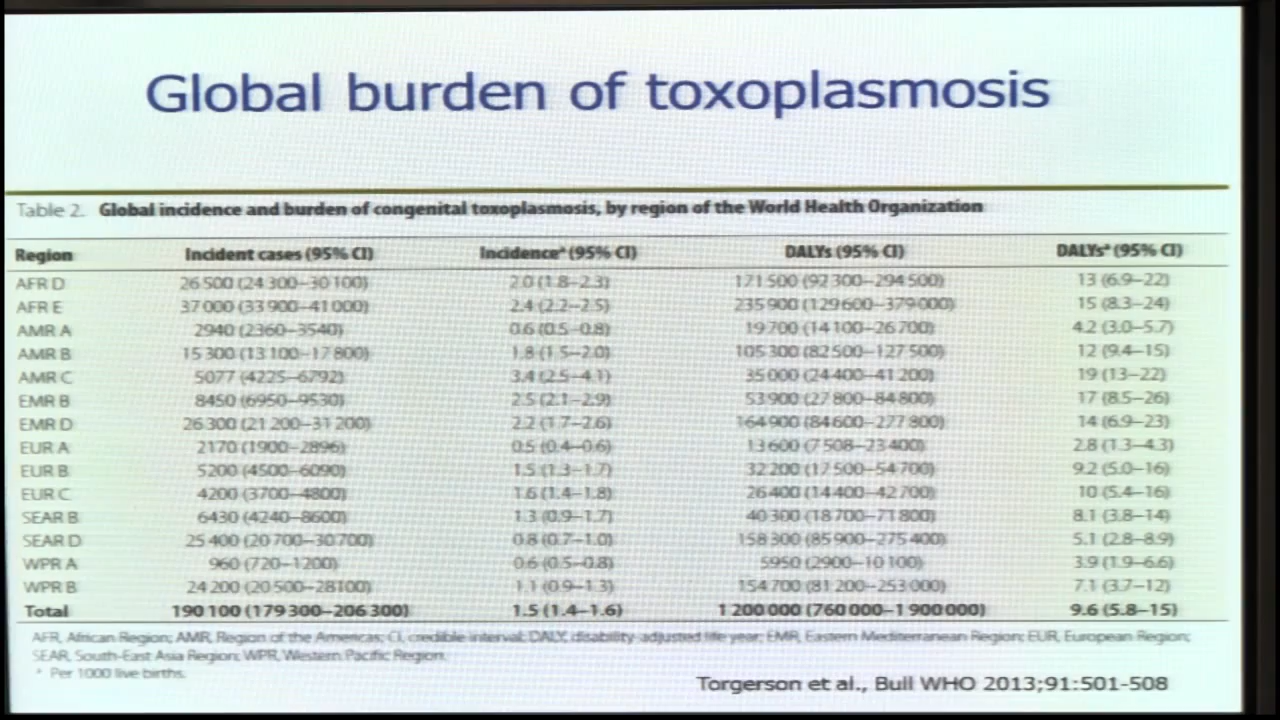 Global burden of toxoplasmosis
Table 2. Global incidence and burden of congenital toxoplasmosis, by region of the World Health Organization
Region Incident cases (95% CI) Incidenceᵃ (95% CI) DALYs (95% CI) DALYsᵃ (95% CI)
AFR D 26 500 (24 300–30 100) 2.0 (1.8–2.3) 171 500 (92 300–294 500) 13 (6.9–22)
AFR E 37 000 (33 900–41 000) 2.4 (2.2–2.5) 235 900 (129 600–379 000) 15 (8.3–24)
AMR A 2940 (2360–3540) 0.6 (0.5–0.8) 19 700 (14 100–26 700) 4.2 (3.0–5.7)
AMR B 15 300 (13 100–17 800) 1.8 (1.5–2.0) 105 300 (82 500–127 500) 12 (9.4–15)
AMR C 5077 (4225–6792) 3.4 (2.5–4.1) 35 000 (24 400–41 200) 19 (13–22)
EMR B 8450 (6950–9530) 2.5 (2.1–2.9) 53 900 (27 800–84 800) 17 (8.5–26)
EMR D 26 300 (21 200–31 200) 2.2 (1.7–2.6) 164 900 (84 600–277 800) 14 (6.9–23)
EUR A 2170 (1900–2896) 0.5 (0.4–0.6) 13 600 (7 508–23 400) 2.8 (1.3–4.3)
EUR B 5200 (4500–6090) 1.5 (1.3–1.7) 32 200 (17 500–54 700) 9.2 (5.0–16)
EUR C 4200 (3700–4800) 1.6 (1.4–1.8) 26 400 (14 400–42 700) 10 (5.4–16)
SEAR B 6430 (4240–8600) 1.3 (0.9–1.7) 40 300 (18 700–71 800) 8.1 (3.8–14)
SEAR D 25 400 (20 700–30 700) 0.8 (0.7–1.0) 158 300 (85 900–275 400) 5.1 (2.8–8.9)
WPR A 960 (720–1200) 0.6 (0.5–0.8) 5950 (2900–10 100) 3.9 (1.9–6.6)
WPR B 24 200 (20 500–28100) 1.1 (0.9–1.3) 154 700 (81 200–253 000) 7.1 (3.7–12)
Total 190 100 (179 300–206 300) 1.5 (1.4–1.6) 1 200 000 (760 000–1 900 000) 9.6 (5.8–15)
AFR, African Region; AMR, Region of the Americas; CI, credible interval; DALY, disability-adjusted life year; EMR, Eastern Mediterranean Region; EUR, European Region;
SEAR, South-East Asia Region; WPR, Western Pacific Region.
ᵃ Per 1000 live births.
Torgerson et al., Bull WHO 2013;91:501-508